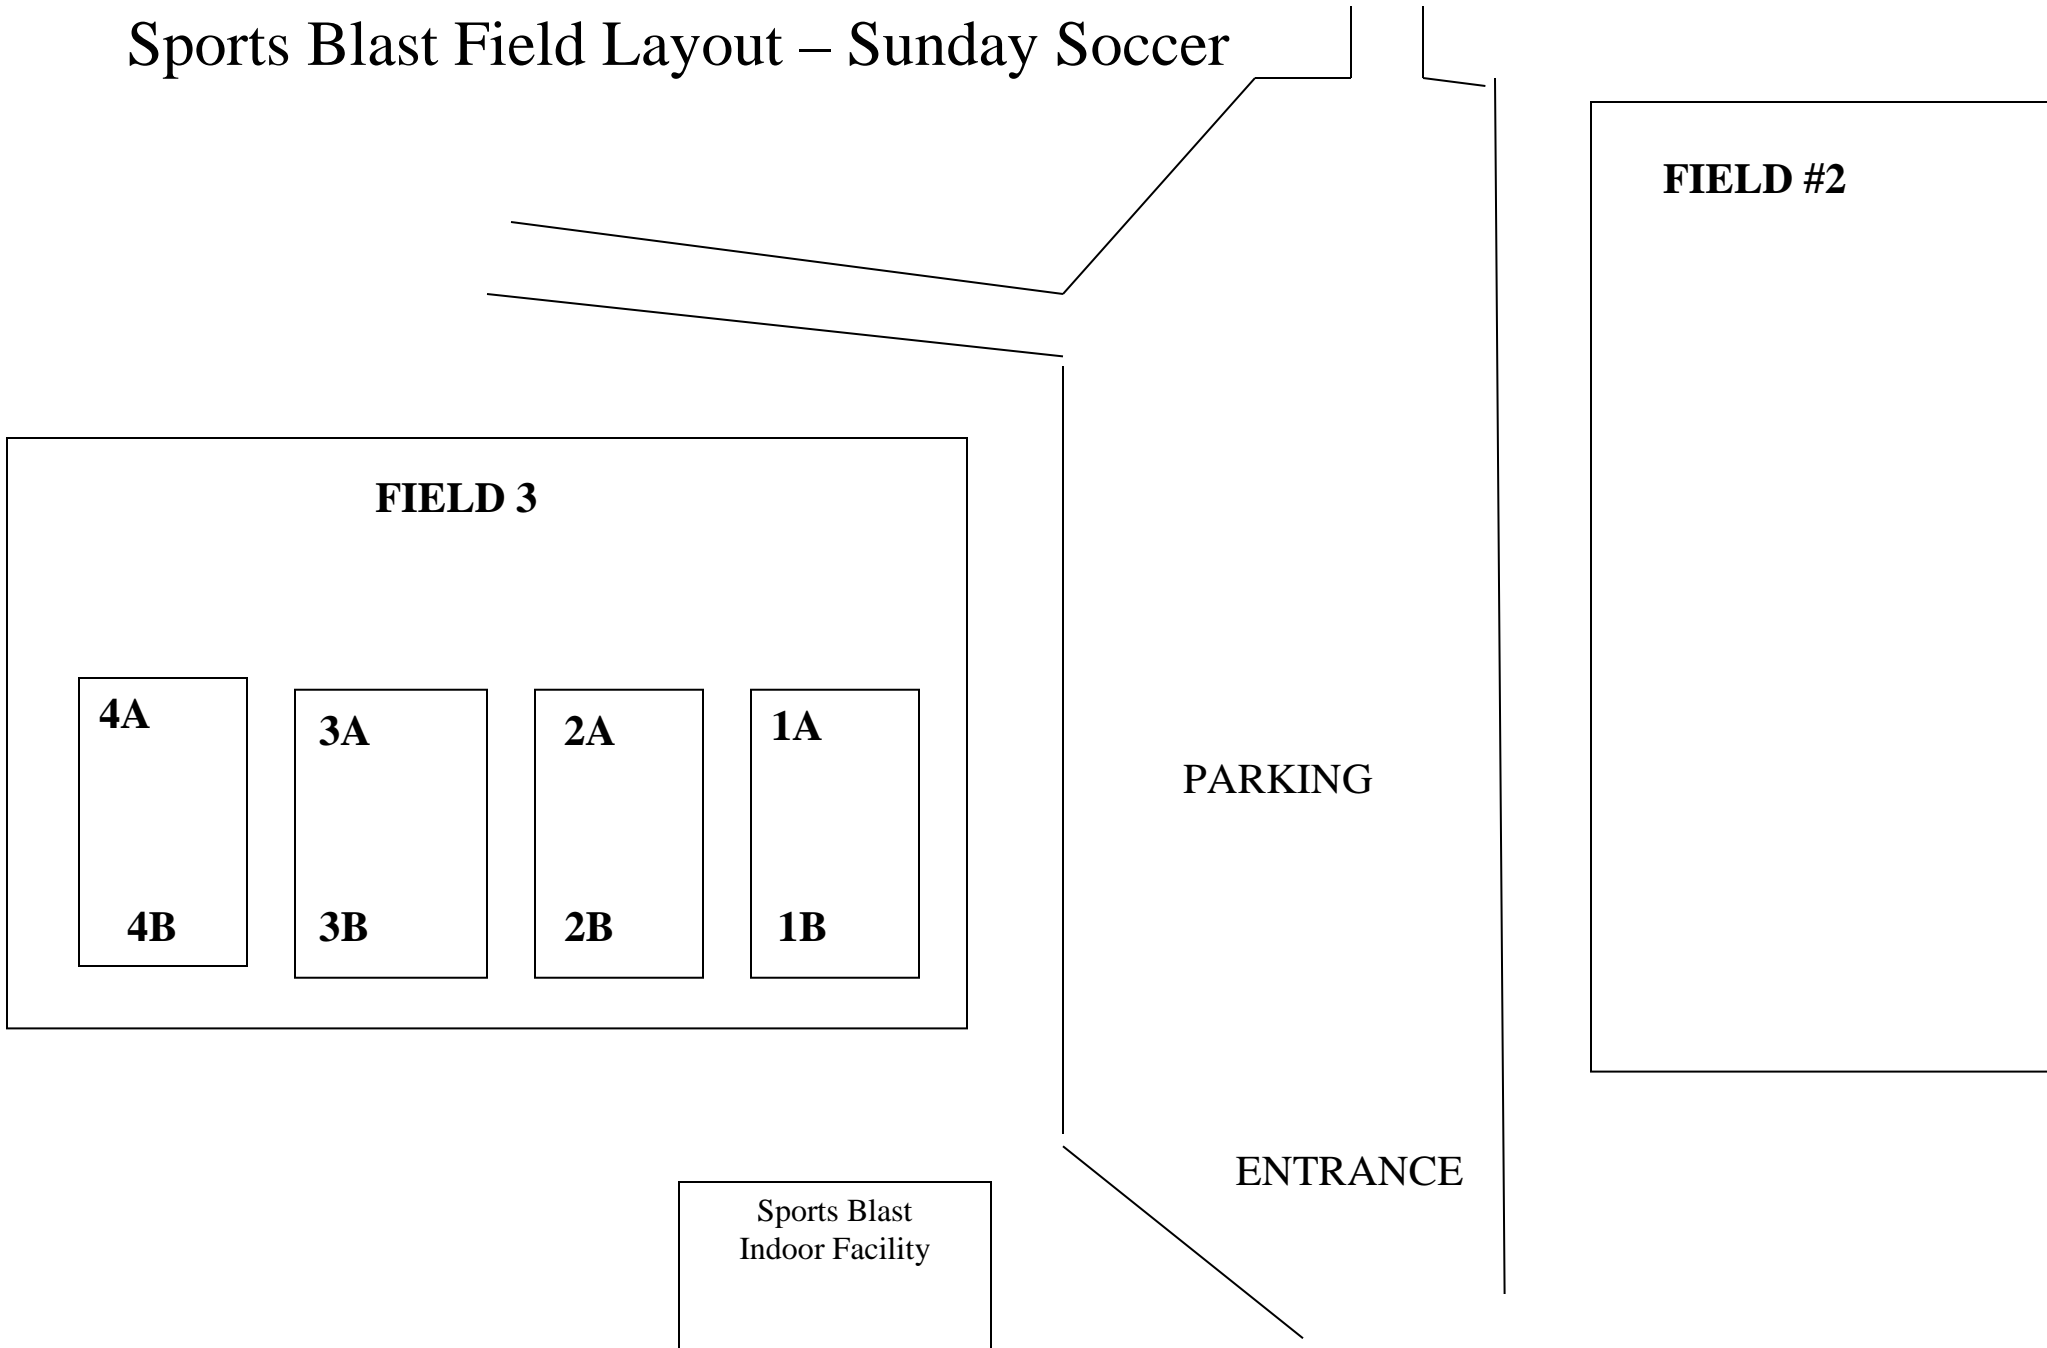 Sports Blast Field Layout – Sunday Soccer
FIELD #2
FIELD 3
4A
3A
2A
1A
PARKING
4B
3B
2B
1B
ENTRANCE
Sports Blast
Indoor Facility